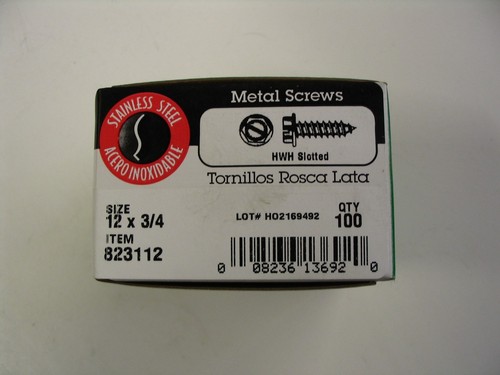 STAINLESS STEEL
ACERO INOXIDABLE
Metal Screws
HWH Slotted
Tornillos Rosca Lata
SIZE
12 x 3/4
ITEM
823112
LOT# HO2169492
QTY
100
0 08236 13692 0